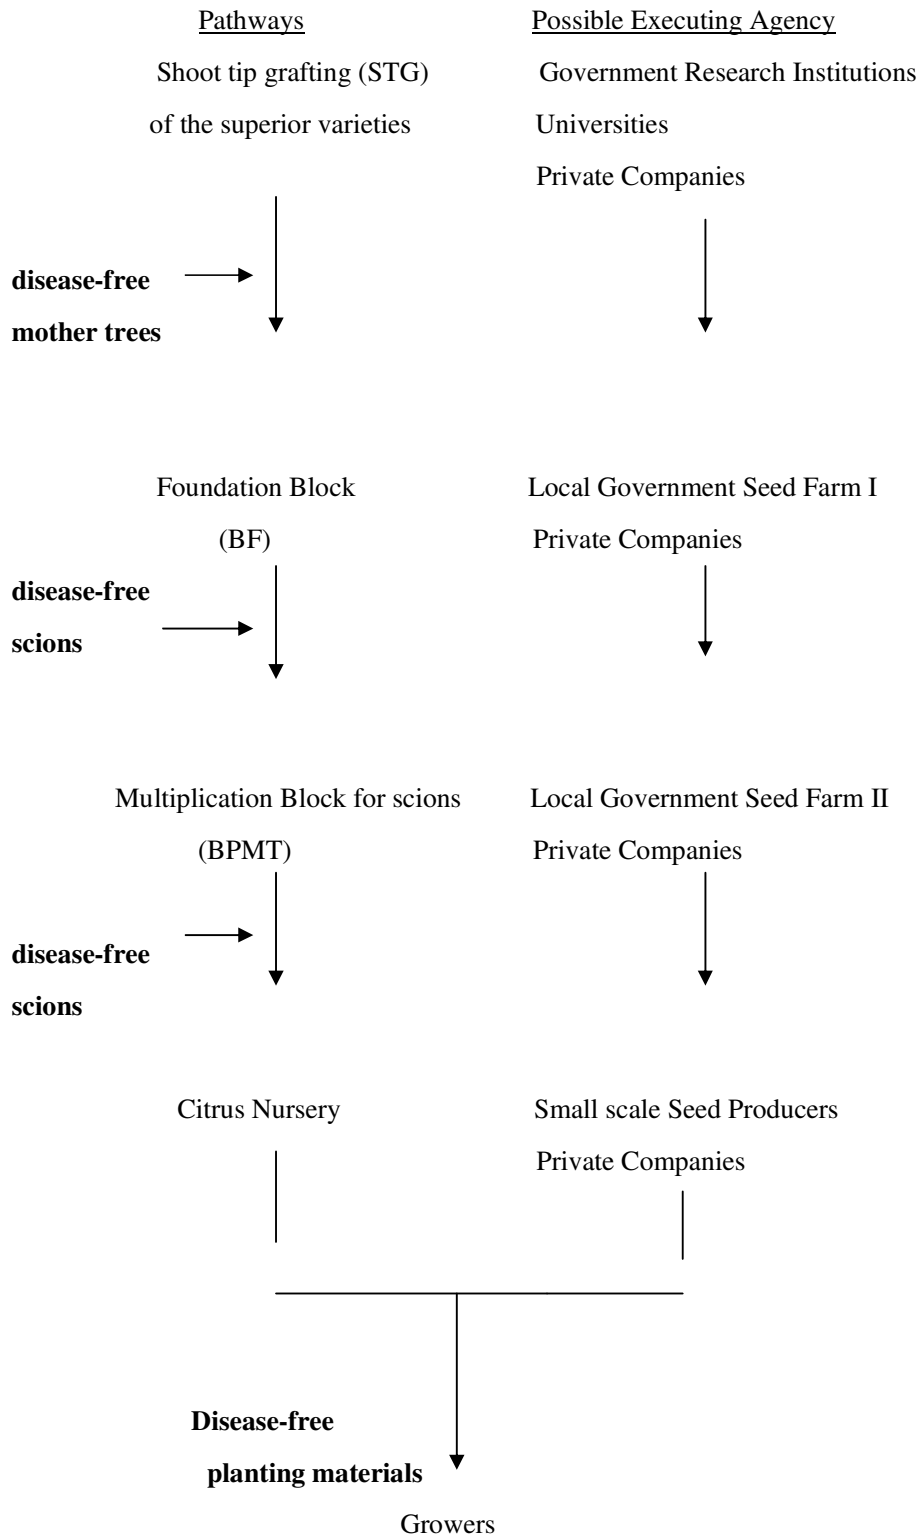 Pathways Possible Executing Agency
Shoot tip grafting (STG) Government Research Institutions
of the superior varieties Universities
Private Companies
disease-free
mother trees
Foundation Block Local Government Seed Farm I
(BF) Private Companies
disease-free
scions
Multiplication Block for scions Local Government Seed Farm II
(BPMT) Private Companies
disease-free
scions
Citrus Nursery Small scale Seed Producers
Private Companies
Disease-free
planting materials
Growers